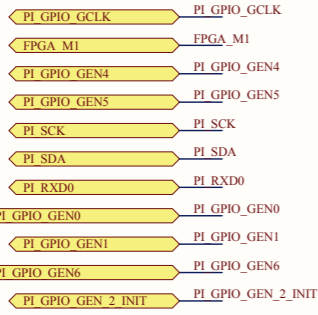 PI_GPIO_GCLK PI_GPIO_GCLK
FPGA_M1 FPGA_M1
PI_GPIO_GEN4 PI_GPIO_GEN4
PI_GPIO_GEN5 PI_GPIO_GEN5
PI_SCK PI_SCK
PI_SDA PI_SDA
PI_RXD0 PI_RXD0
PI_GPIO_GEN0 PI_GPIO_GEN0
PI_GPIO_GEN1 PI_GPIO_GEN1
PI_GPIO_GEN6 PI_GPIO_GEN6
PI_GPIO_GEN_2_INIT PI_GPIO_GEN_2_INIT